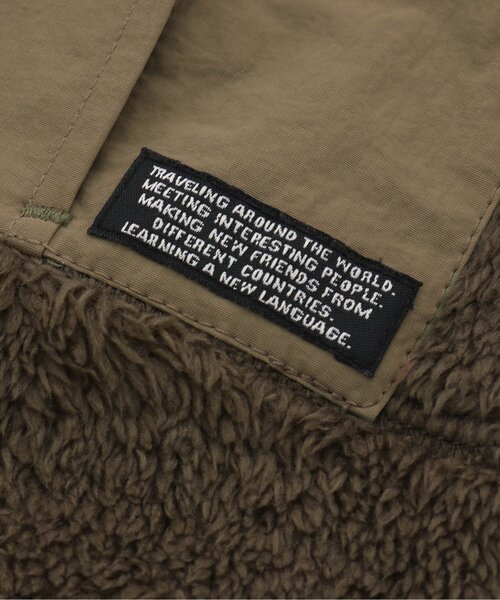 TRAVELING AROUND THE WORLD.
MEETING INTERESTING PEOPLE.
MAKING NEW FRIENDS FROM
DIFFERENT COUNTRIES.
LEARNING A NEW LANGUAGE.